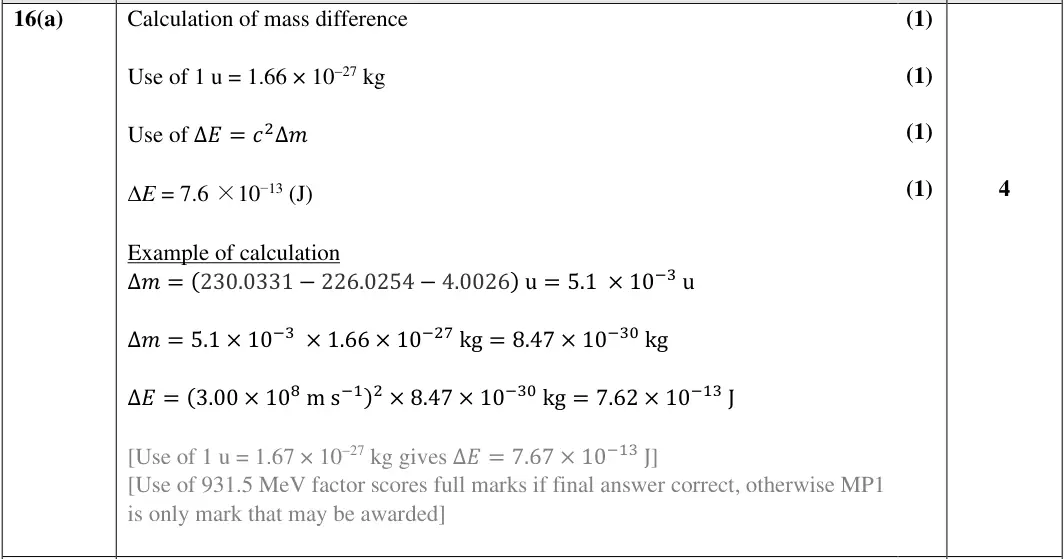 16(a) Calculation of mass difference (1)
Use of 1 u = 1.66 × 10⁻²⁷ kg (1)
Use of Δ𝐸 = 𝑐²Δ𝑚 (1)
Δ𝐸 = 7.6 ×10⁻¹³ (J) (1) 4
Example of calculation
Δ𝑚 = (230.0331 − 226.0254 − 4.0026) u = 5.1 × 10⁻³ u
Δ𝑚 = 5.1 × 10⁻³ × 1.66 × 10⁻²⁷ kg = 8.47 × 10⁻³⁰ kg
Δ𝐸 = (3.00 × 10⁸ m s⁻¹)² × 8.47 × 10⁻³⁰ kg = 7.62 × 10⁻¹³ J
[Use of 1 u = 1.67 × 10⁻²⁷ kg gives Δ𝐸 = 7.67 × 10⁻¹³ J]
[Use of 931.5 MeV factor scores full marks if final answer correct, otherwise MP1
is only mark that may be awarded]